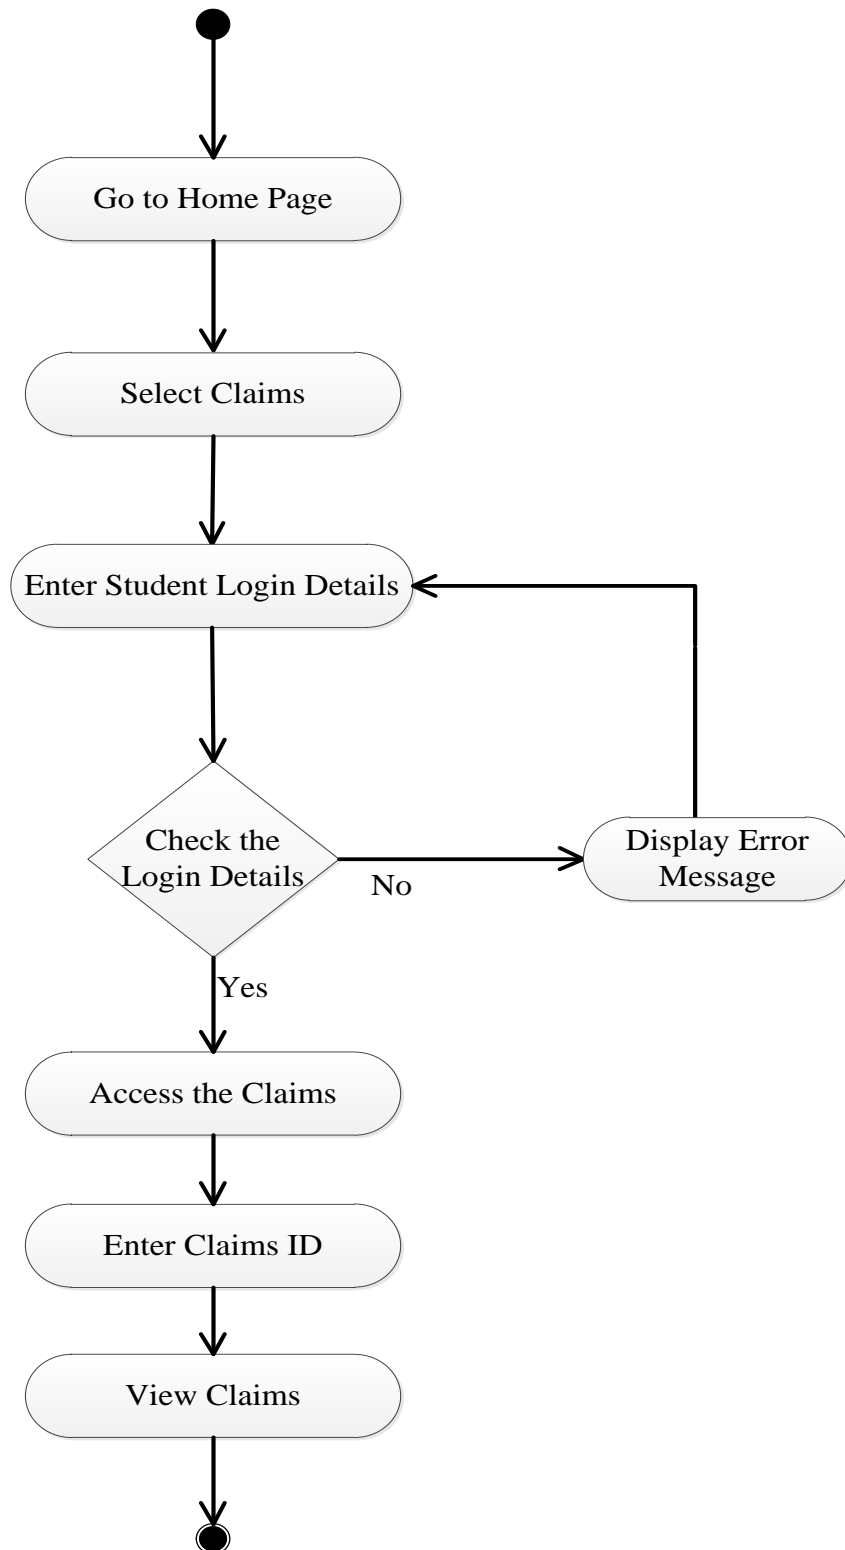 Go to Home Page
Select Claims
Enter Student Login Details
Check the
Login Details
No
Display Error
Message
Yes
Access the Claims
Enter Claims ID
View Claims